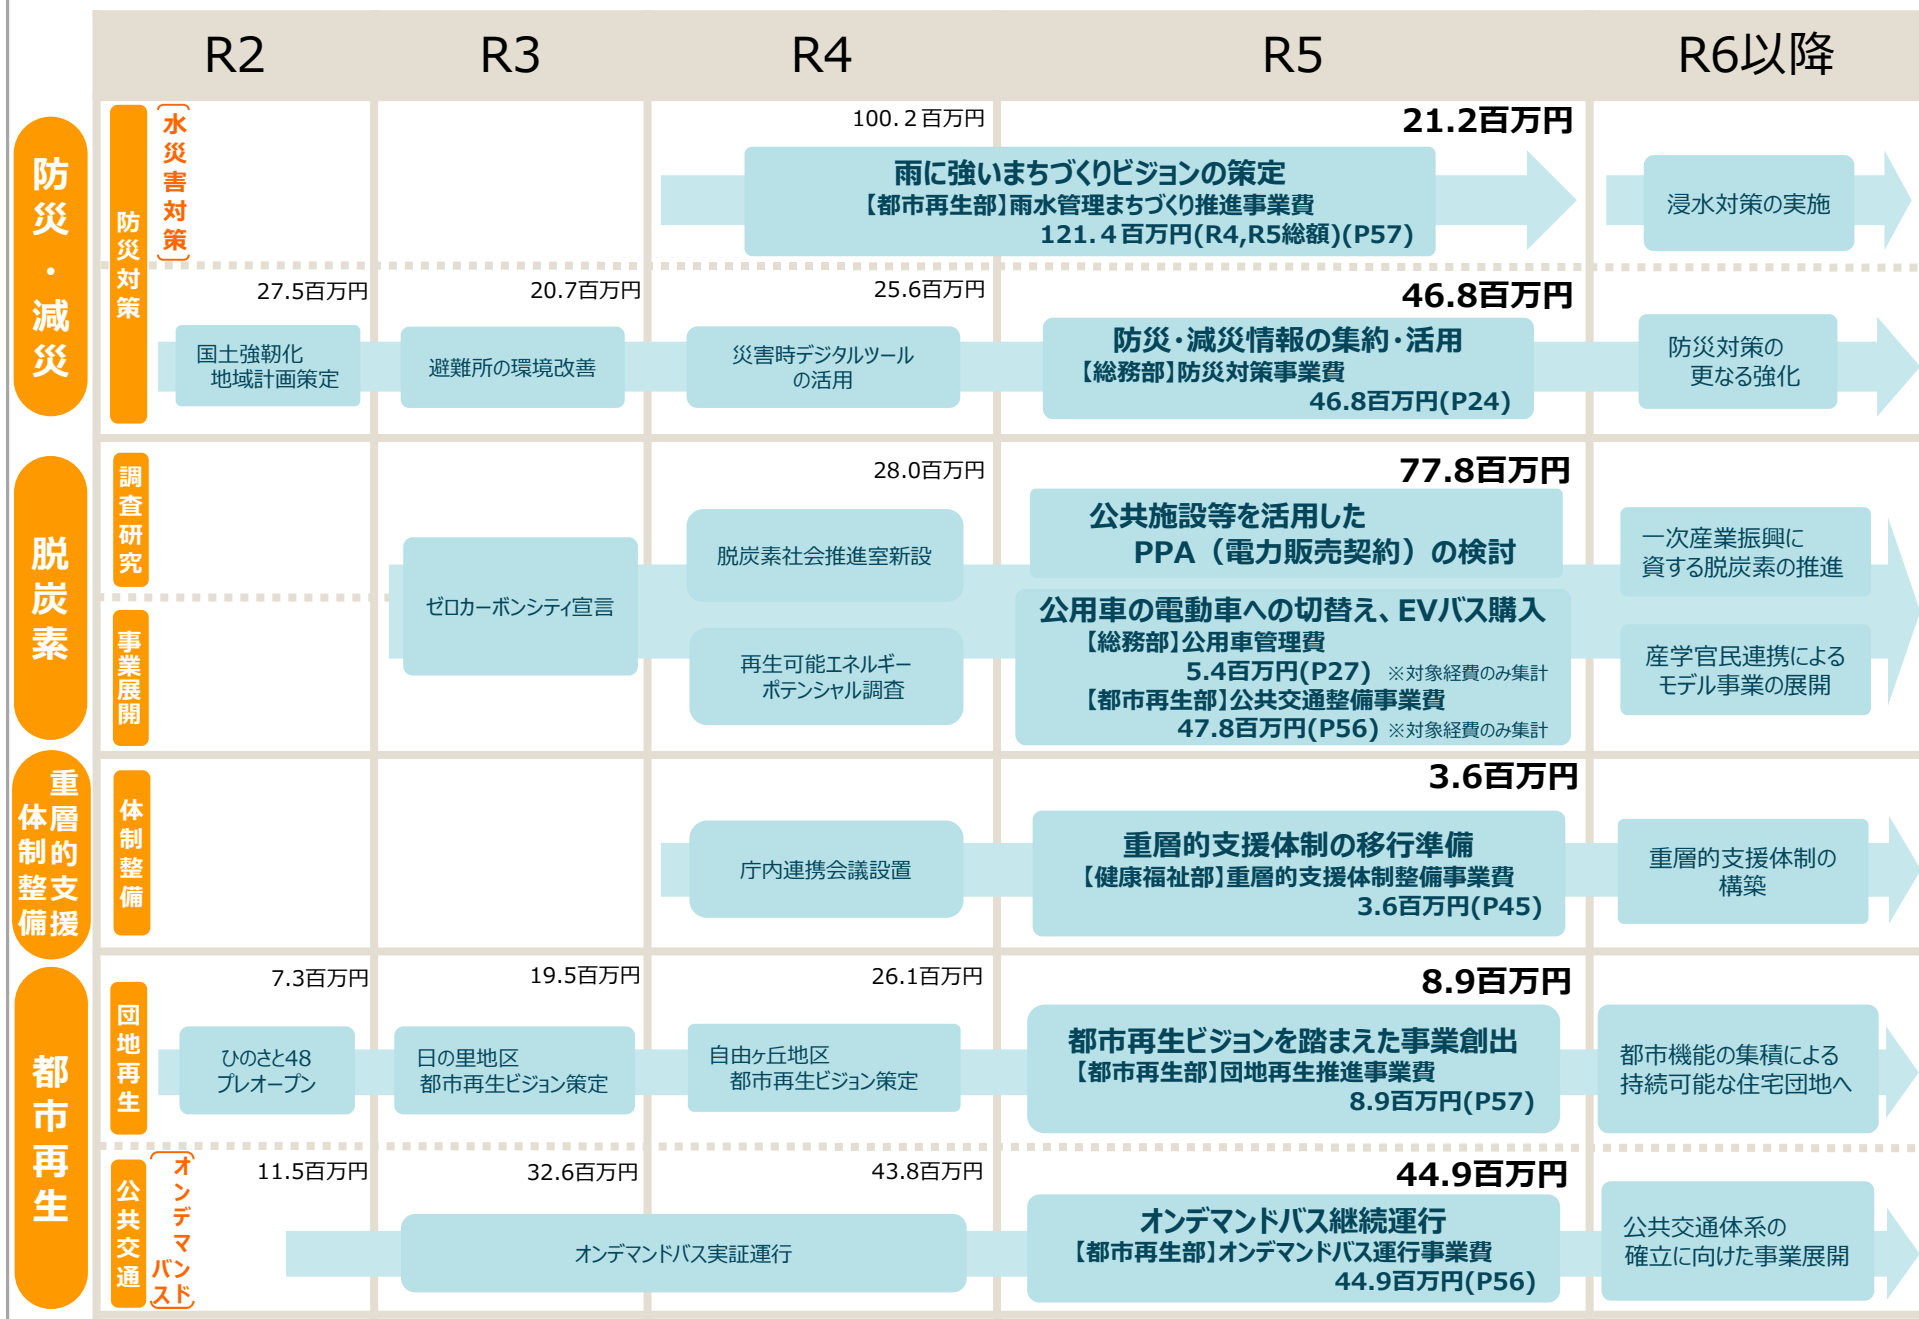 R2
R3
R4
R5
R6以降
防災・減災
防災対策
〔水災害対策〕
100.2百万円
21.2百万円
雨に強いまちづくりビジョンの策定
【都市再生部】雨水管理まちづくり推進事業費
121.4百万円(R4,R5総額)(P57)
浸水対策の実施
27.5百万円
20.7百万円
25.6百万円
46.8百万円
国土強靭化
地域計画策定
避難所の環境改善
災害時デジタルツール
の活用
防災・減災情報の集約・活用
【総務部】防災対策事業費
46.8百万円(P24)
防災対策の
更なる強化
脱炭素
調査研究
事業展開
28.0百万円
77.8百万円
ゼロカーボンシティ宣言
脱炭素社会推進室新設
再生可能エネルギー
ポテンシャル調査
公共施設等を活用した
PPA（電力販売契約）の検討
公用車の電動車への切替え、EVバス購入
【総務部】公用車管理費
5.4百万円(P27) ※対象経費のみ集計
【都市再生部】公共交通整備事業費
47.8百万円(P56) ※対象経費のみ集計
一次産業振興に
資する脱炭素の推進
産学官民連携による
モデル事業の展開
重層的支援
体制整備
体制整備
3.6百万円
庁内連携会議設置
重層的支援体制の移行準備
【健康福祉部】重層的支援体制整備事業費
3.6百万円(P45)
重層的支援体制の
構築
都市再生
団地再生
7.3百万円
19.5百万円
26.1百万円
8.9百万円
ひのさと48
プレオープン
日の里地区
都市再生ビジョン策定
自由ヶ丘地区
都市再生ビジョン策定
都市再生ビジョンを踏まえた事業創出
【都市再生部】団地再生推進事業費
8.9百万円(P57)
都市機能の集積による
持続可能な住宅団地へ
公共交通
〔オンデマンド
バス〕
11.5百万円
32.6百万円
43.8百万円
44.9百万円
オンデマンドバス実証運行
オンデマンドバス継続運行
【都市再生部】オンデマンドバス運行事業費
44.9百万円(P56)
公共交通体系の
確立に向けた事業展開